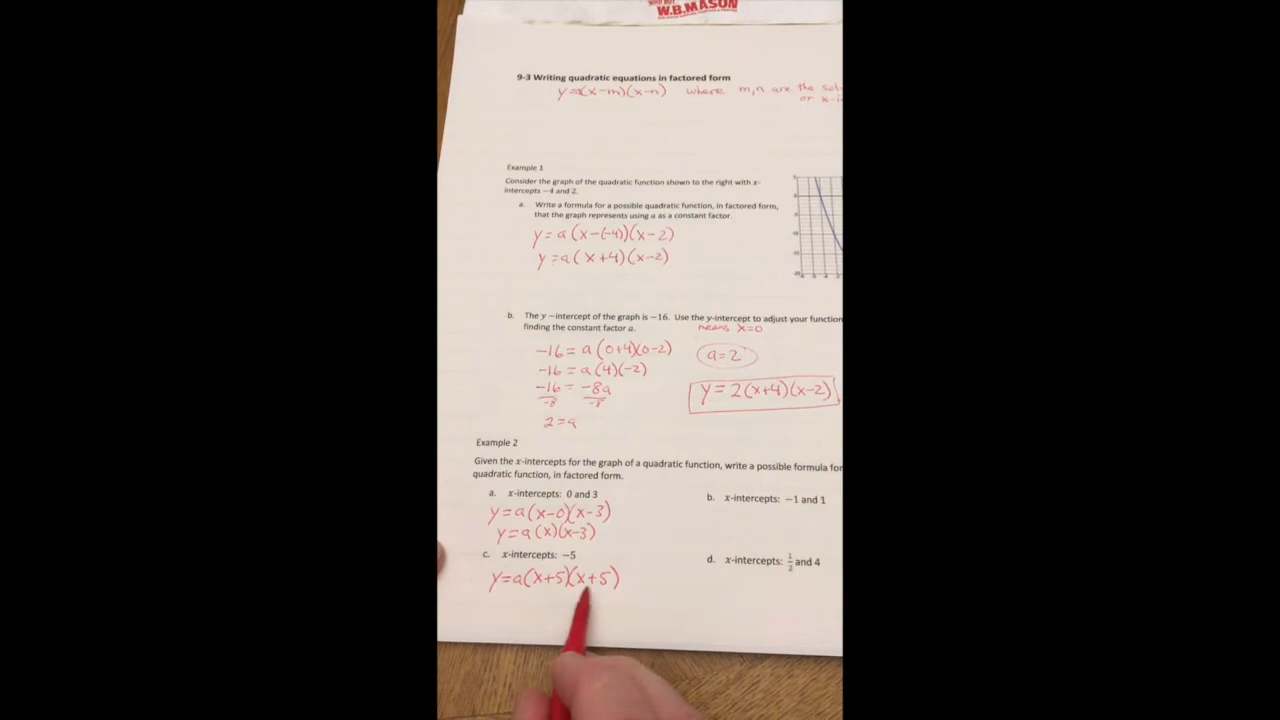 W.B.MASON
9-3 Writing quadratic equations in factored form
y=a(x-m)(x-n) where m,n are the
or
Example 1
Consider the graph of the quadratic function shown to the right with x-
intercepts −4 and 2.
a. Write a formula for a possible quadratic function, in factored form,
that the graph represents using a as a constant factor.
y=a(x-(-4))(x-2)
y=a(x+4)(x-2)
b. The y −intercept of the graph is −16. Use the y-intercept to adjust your function
finding the constant factor a.
means x=0
-16=a(0+4)(0-2)
a=2
-16=a(4)(-2)
-16 = -8a
-8 -8
y=2(x+4)(x-2)
2=a
Example 2
Given the x-intercepts for the graph of a quadratic function, write a possible formula for
quadratic function, in factored form.
a. x-intercepts: 0 and 3
b. x-intercepts: −1 and 1
y=a(x-0)(x-3)
y=a(x)(x-3)
c. x-intercepts: −5
d. x-intercepts: 1/2 and 4
y=a(x+5)(x+5)